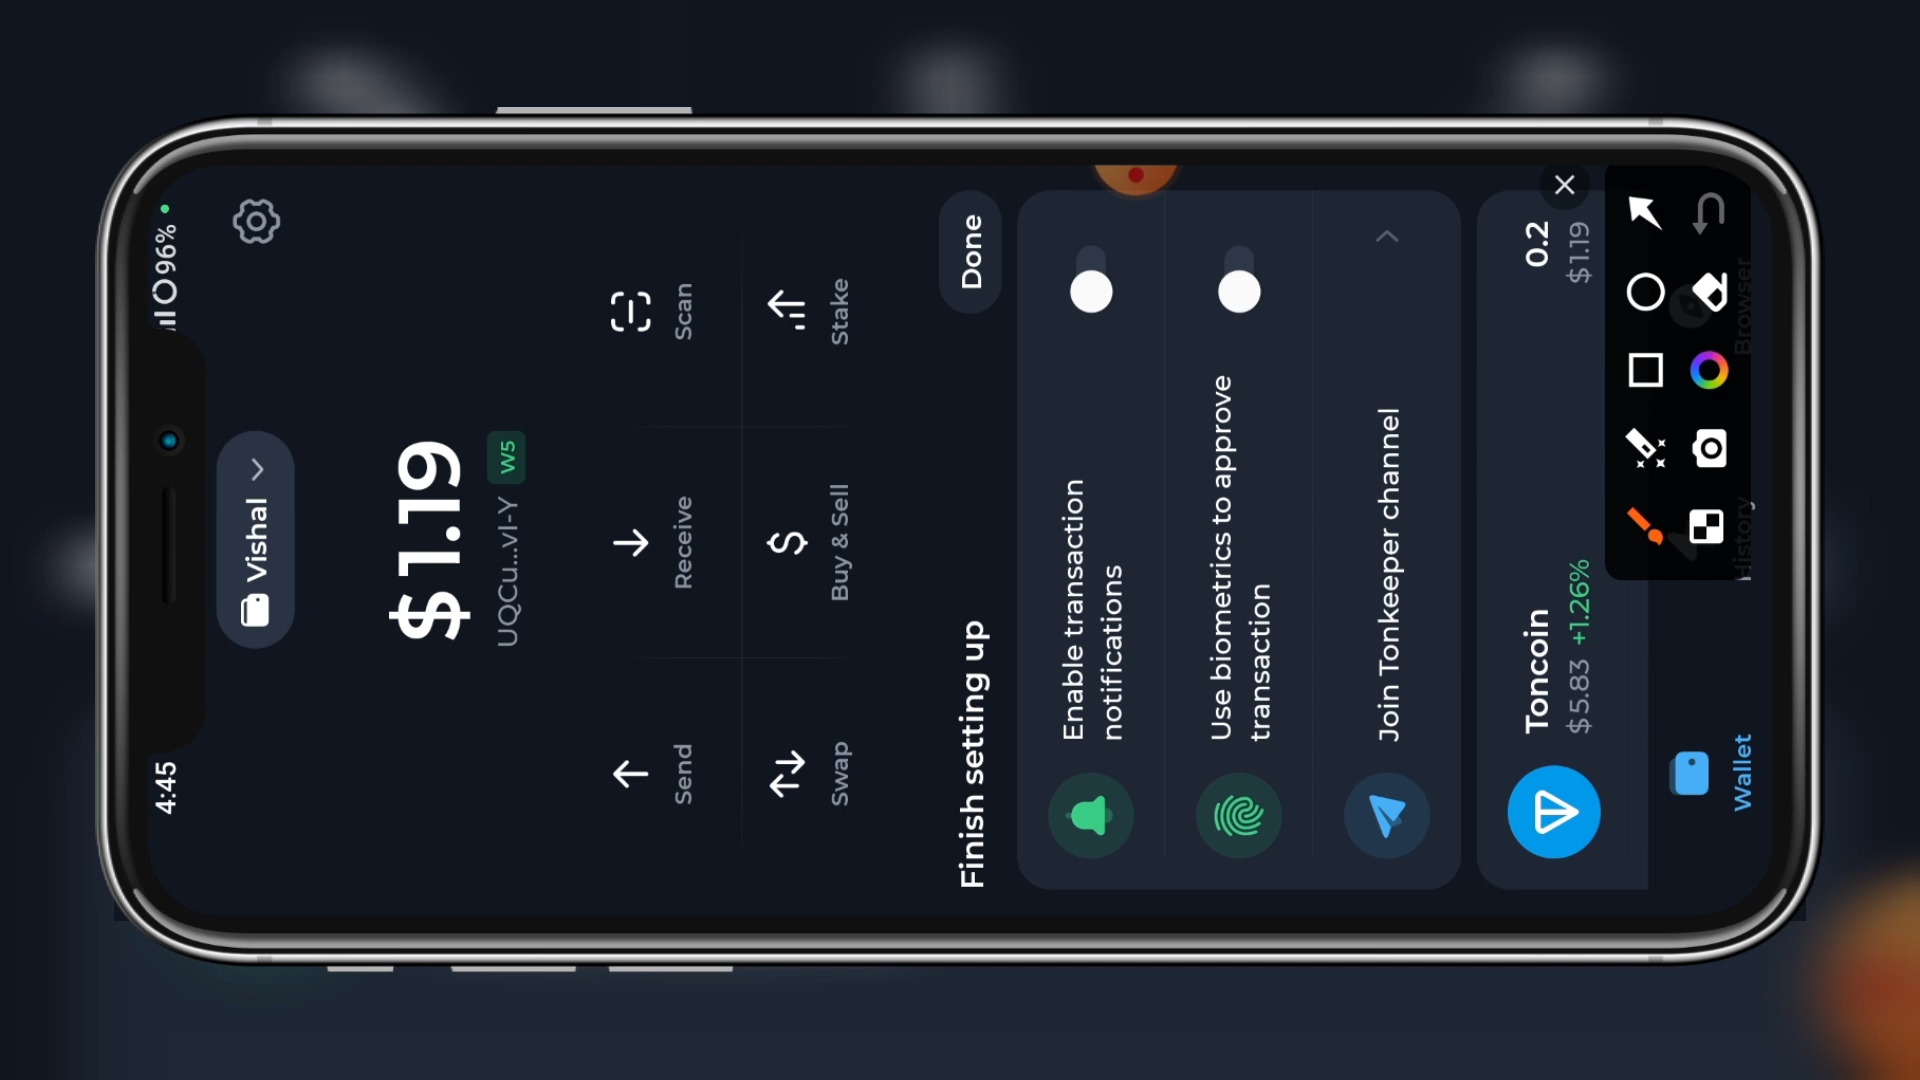 4:45
96%
Vishal
$1.19
UQCu...vI-Y W5
Send
Receive
Scan
Swap
Buy & Sell
Stake
Finish setting up
Done
Enable transaction
notifications
Use biometrics to approve
transaction
Join Tonkeeper channel
Toncoin
0.2
$5.83 +1.26%
$1.19
Wallet
History
Browser